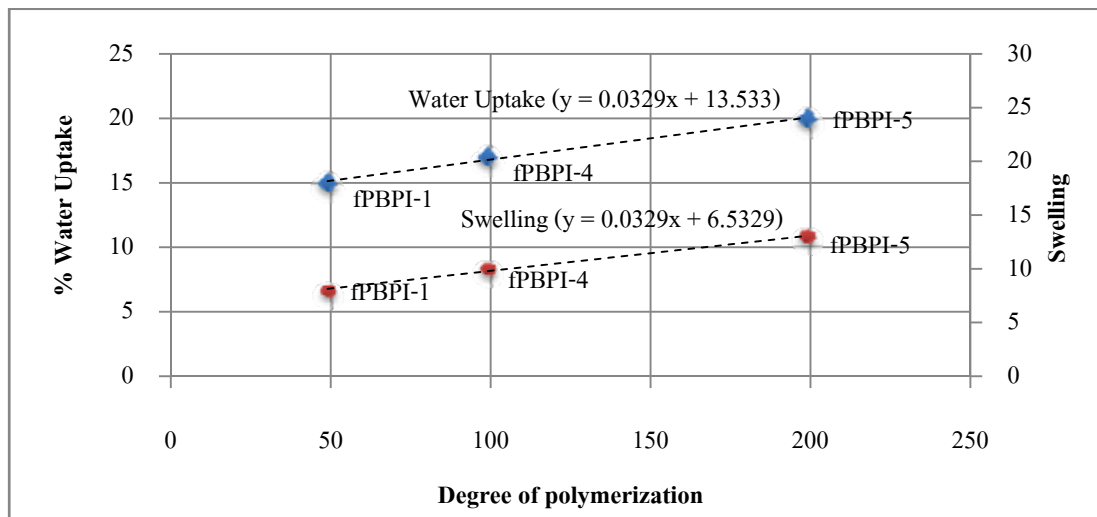 25
20
15
10
5
0
% Water Uptake
30
25
20
15
10
5
0
Swelling
Water Uptake (y = 0.0329x + 13.533)
fPBPI-5
fPBPI-4
fPBPI-1
Swelling (y = 0.0329x + 6.5329)
fPBPI-5
fPBPI-4
fPBPI-1
0 50 100 150 200 250
Degree of polymerization